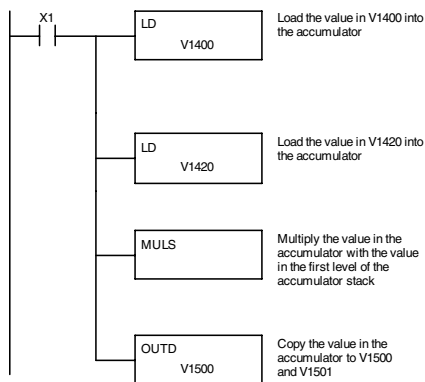 X1
LD
V1400
Load the value in V1400 into
the accumulator
LD
V1420
Load the value in V1420 into
the accumulator
MULS
Multiply the value in the
accumulator with the value
in the first level of the
accumulator stack
OUTD
V1500
Copy the value in the
accumulator to V1500
and V1501